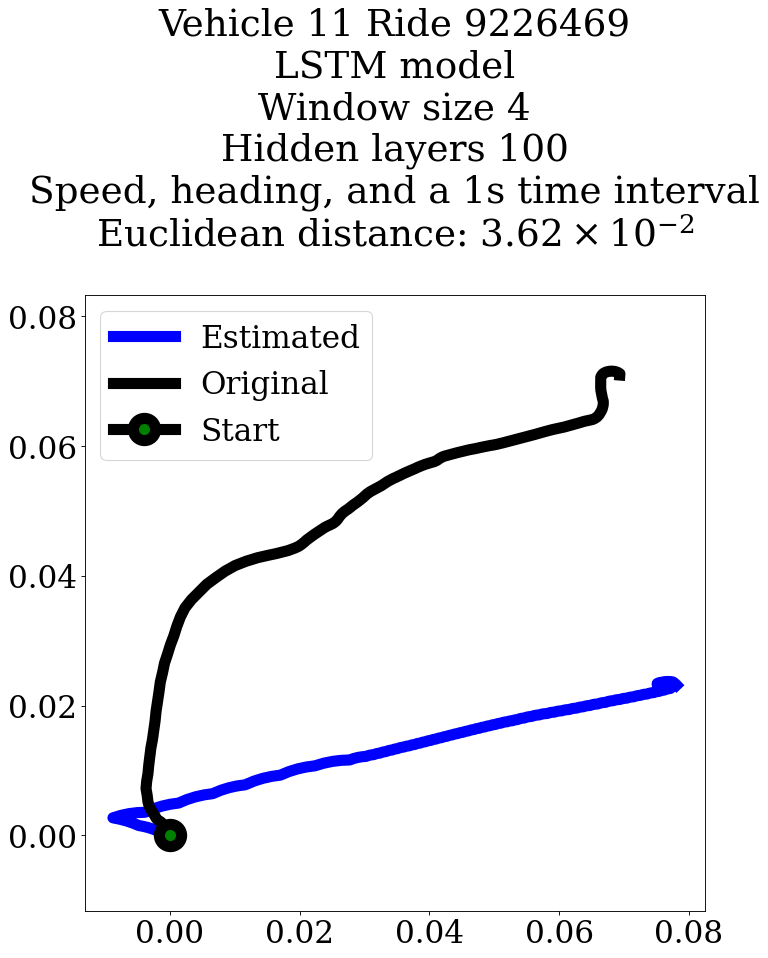 Vehicle 11 Ride 9226469
LSTM model
Window size 4
Hidden layers 100
Speed, heading, and a 1s time interval
Euclidean distance: 3.62 × 10⁻²
Estimated
Original
Start
0.08
0.06
0.04
0.02
0.00
0.00 0.02 0.04 0.06 0.08